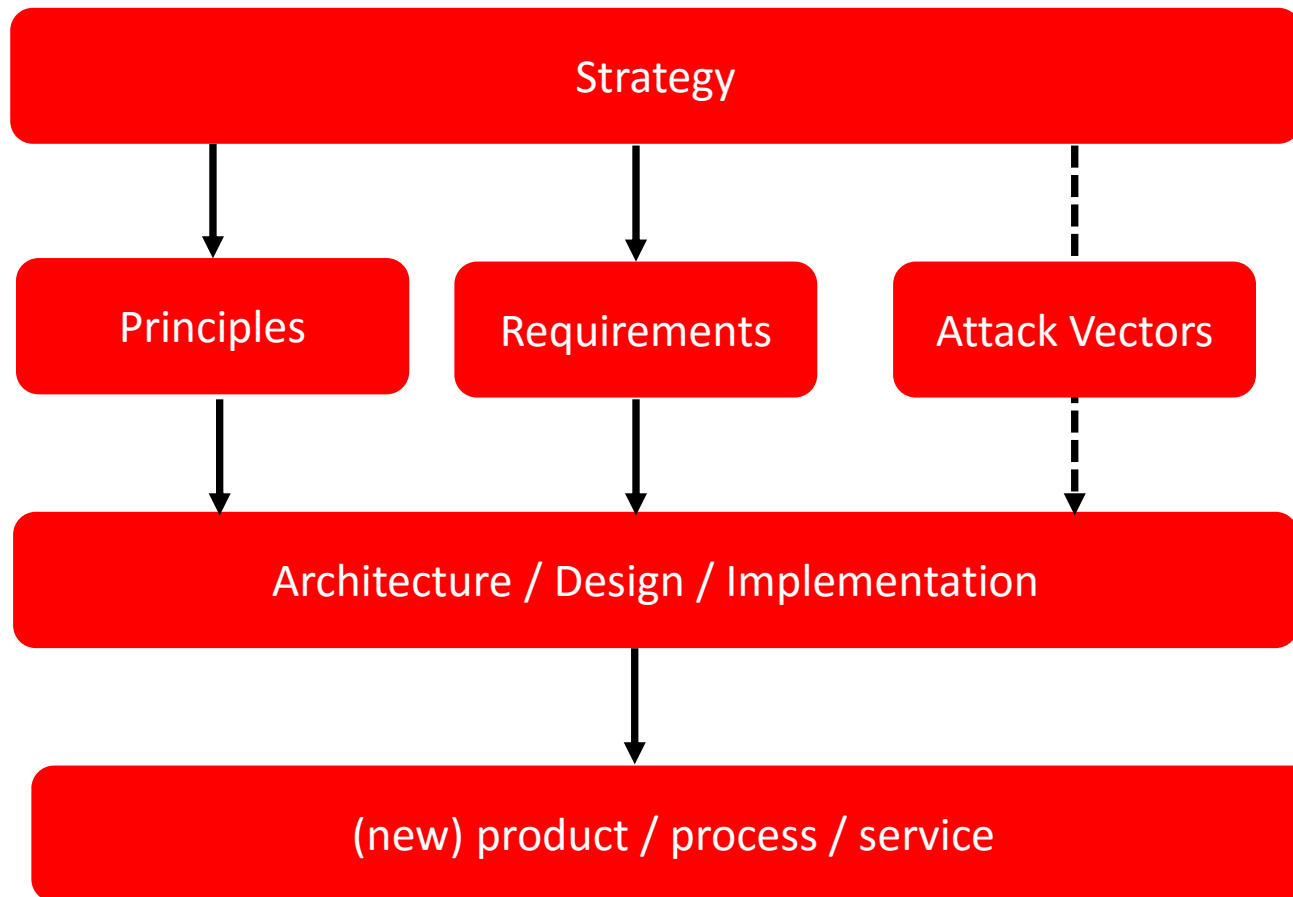 Strategy
Principles
Requirements
Attack Vectors
Architecture / Design / Implementation
(new) product / process / service